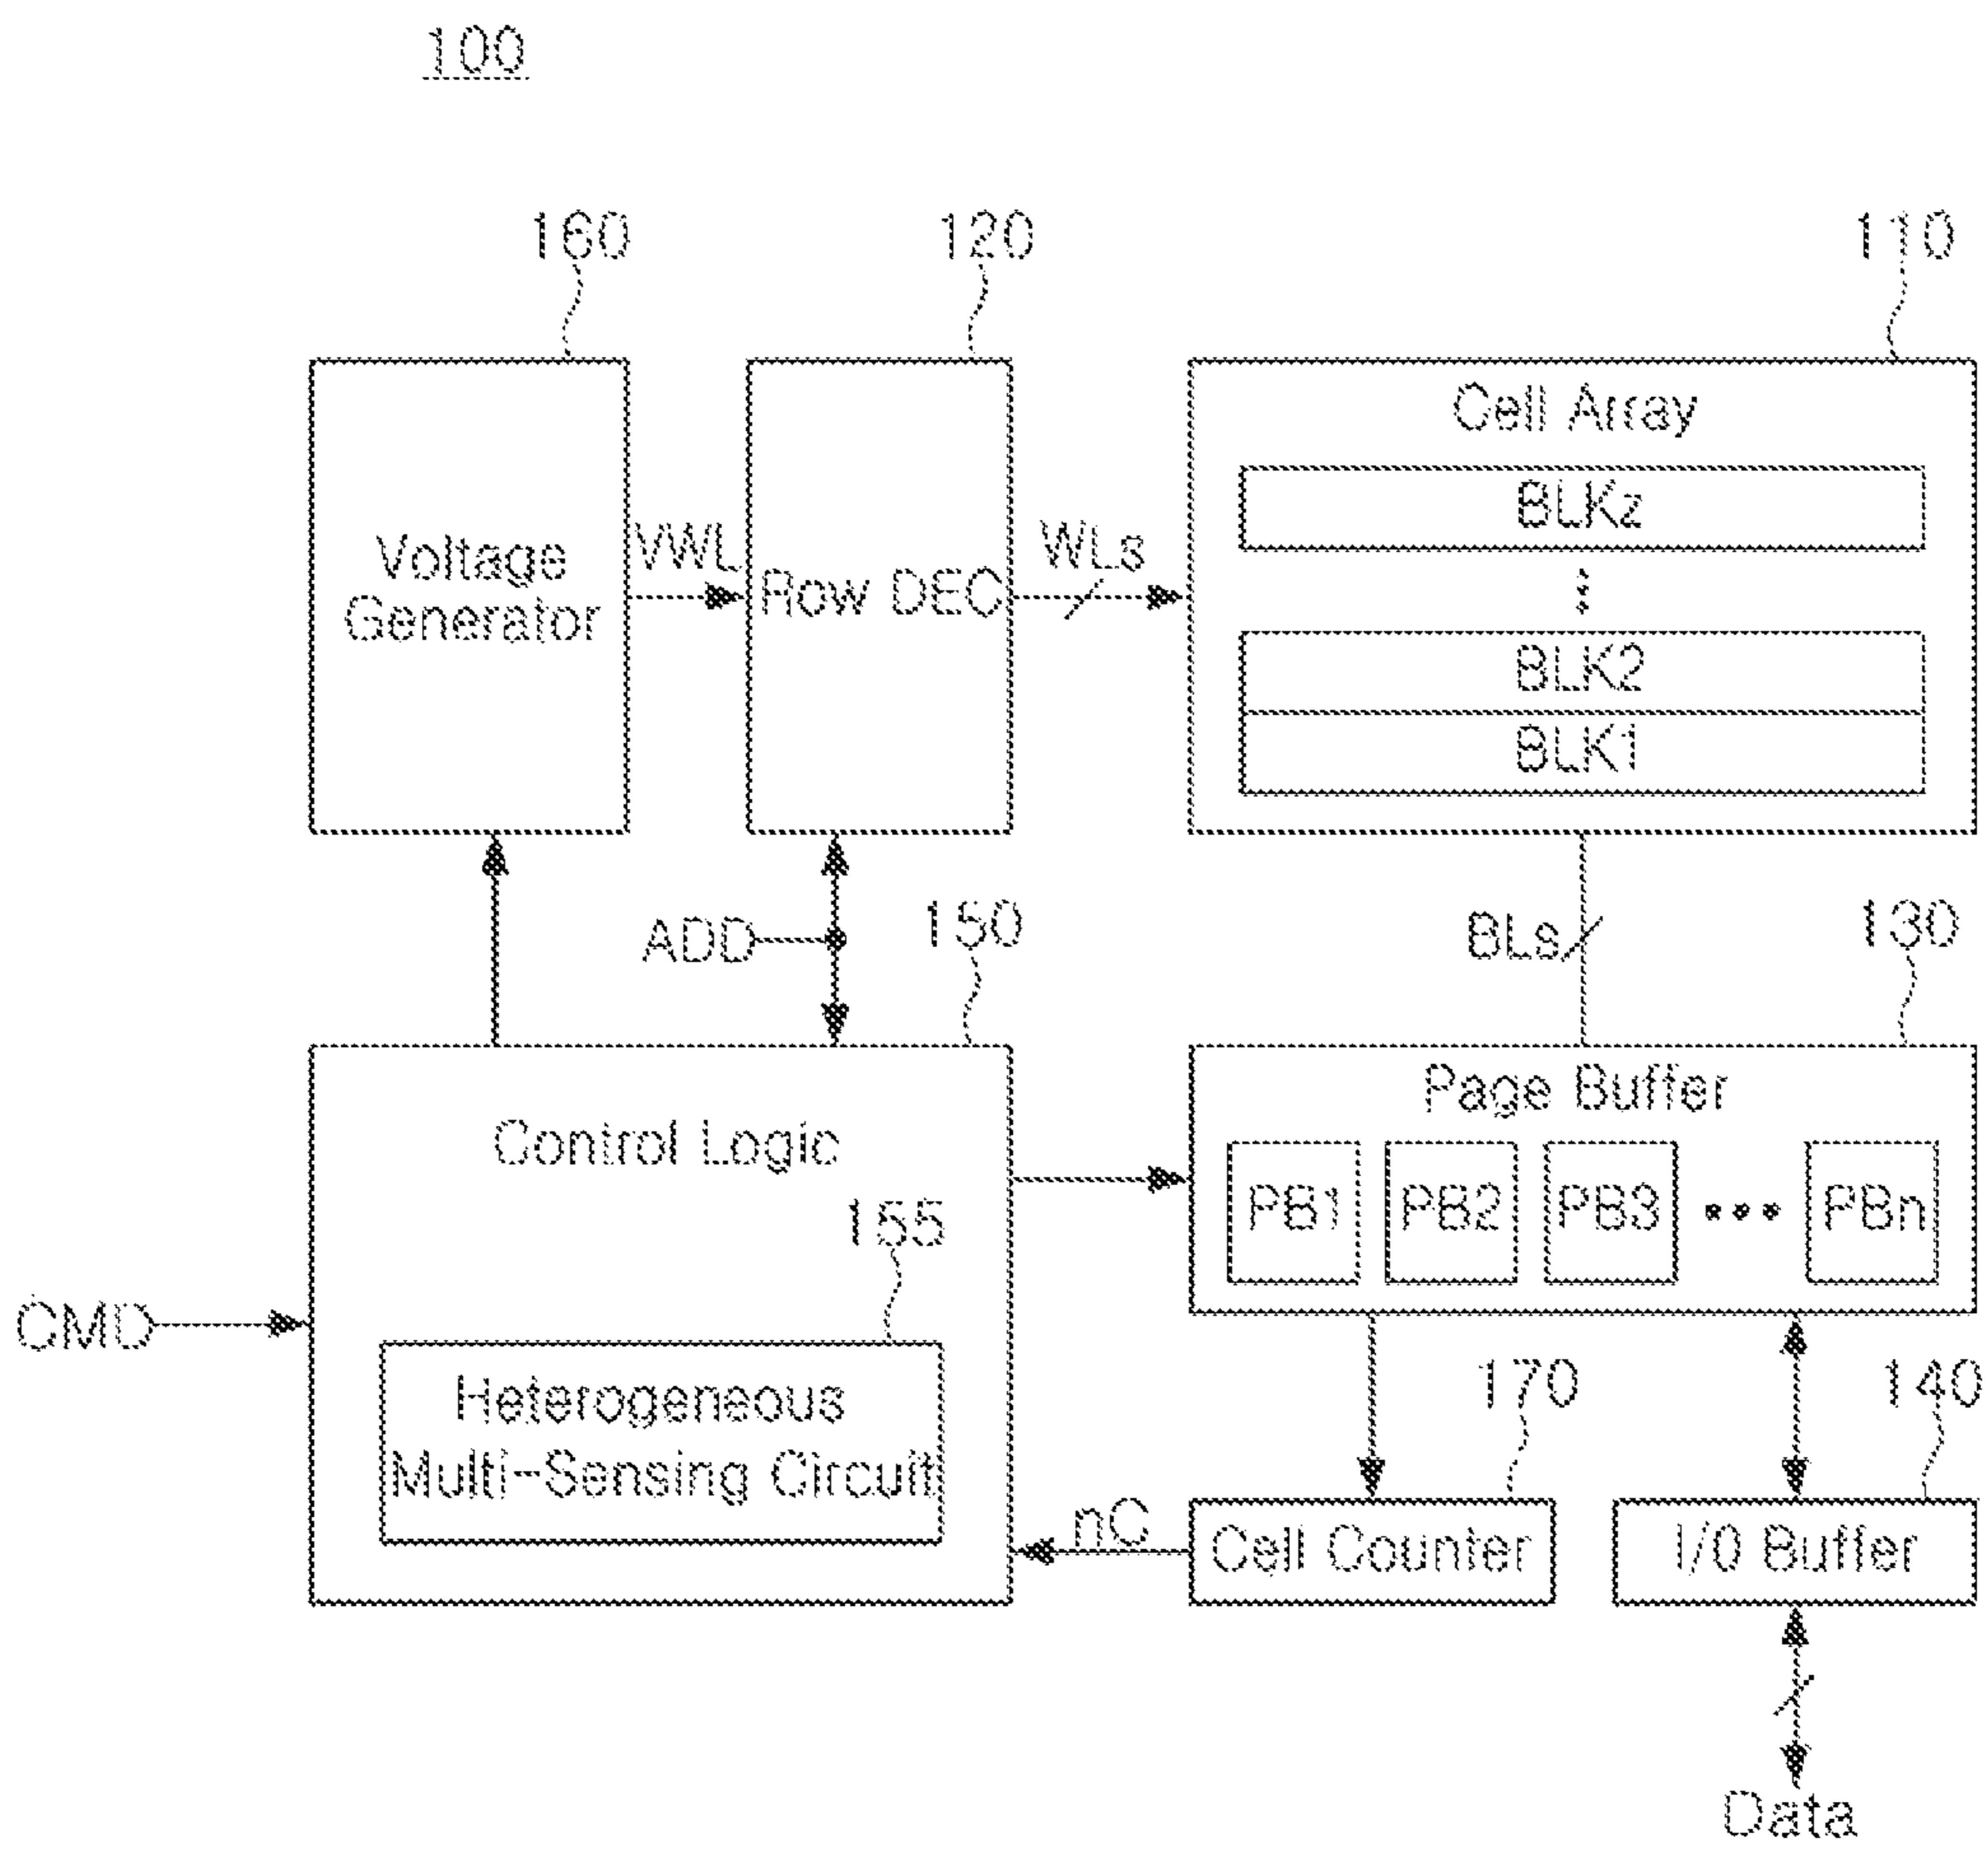 100
160
120
110
Voltage
Generator
VWL
Row DEC
WLs
Cell Array
BLKz
BLK2
BLK1
ADD
150
BLs
130
Control Logic
155
Heterogeneous
Multi-Sensing Circuit
CMD
Page Buffer
PB1
PB2
PB3
PBn
170
140
nC
Cell Counter
I/O Buffer
Data